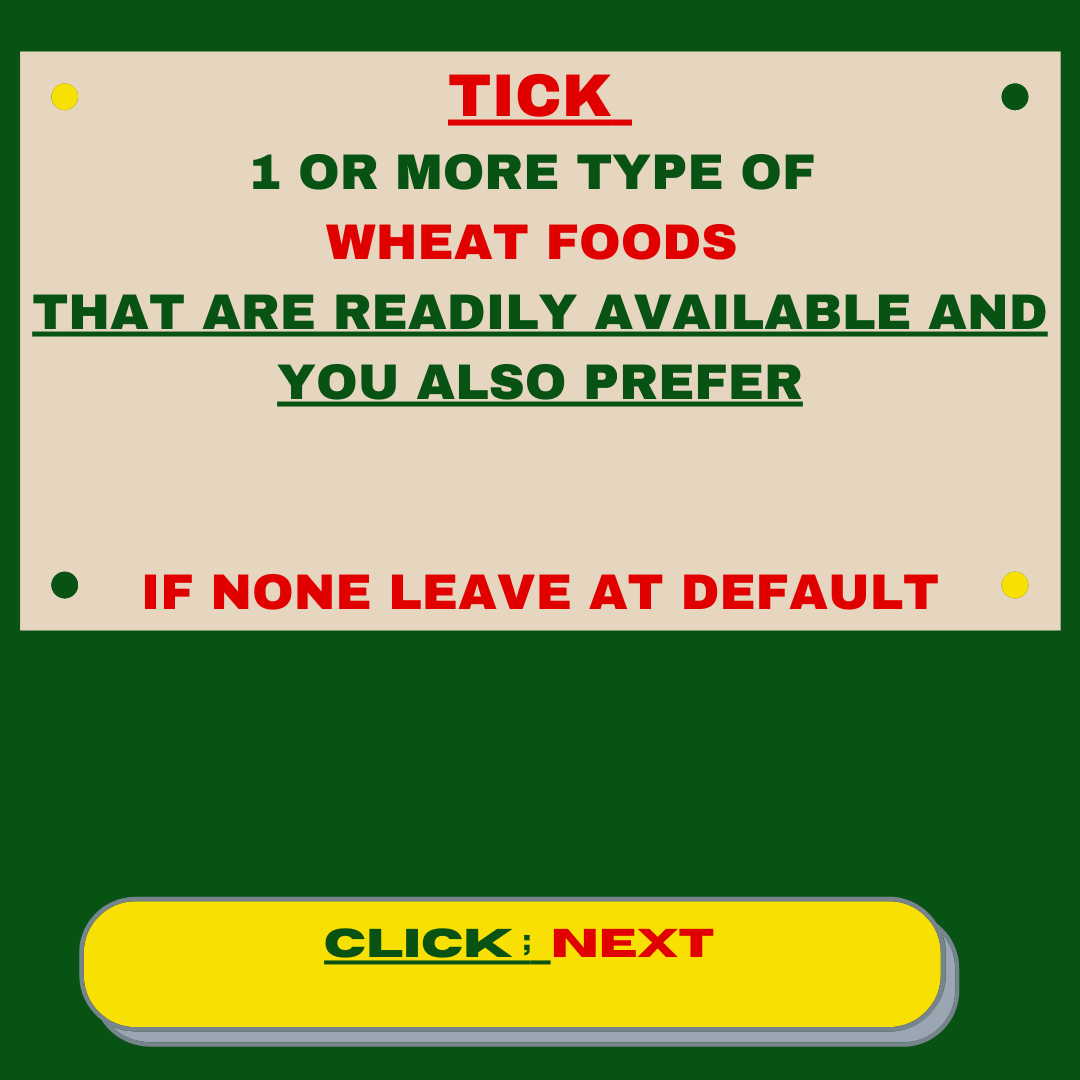 TICK
1 OR MORE TYPE OF
WHEAT FOODS
THAT ARE READILY AVAILABLE AND
YOU ALSO PREFER
IF NONE LEAVE AT DEFAULT
CLICK ; NEXT